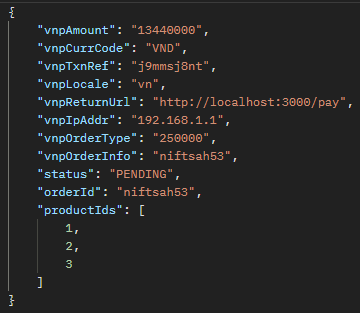 {
"vnpAmount": "13440000",
"vnpCurrCode": "VND",
"vnpTxnRef": "j9mmsj8nt",
"vnpLocale": "vn",
"vnpReturnUrl": "http://localhost:3000/pay",
"vnpIpAddr": "192.168.1.1",
"vnpOrderType": "250000",
"vnpOrderInfo": "niftsah53",
"status": "PENDING",
"orderId": "niftsah53",
"productIds": [
1,
2,
3
]
}